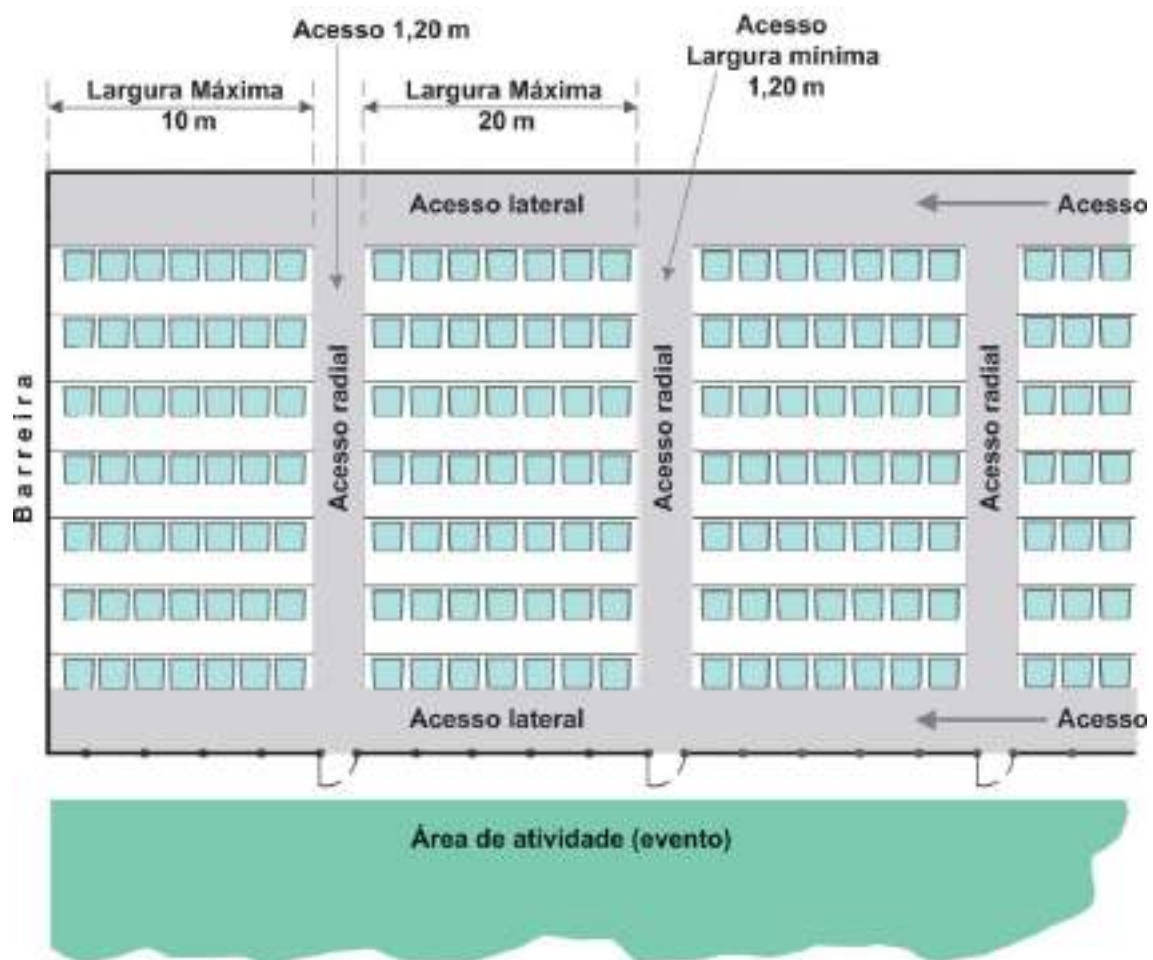 Acesso 1,20 m
Acesso
Largura mínima
1,20 m
Largura Máxima
10 m
Largura Máxima
20 m
Acesso lateral
Acesso
Barreira
Acesso radial
Acesso radial
Acesso radial
Acesso lateral
Acesso
Área de atividade (evento)